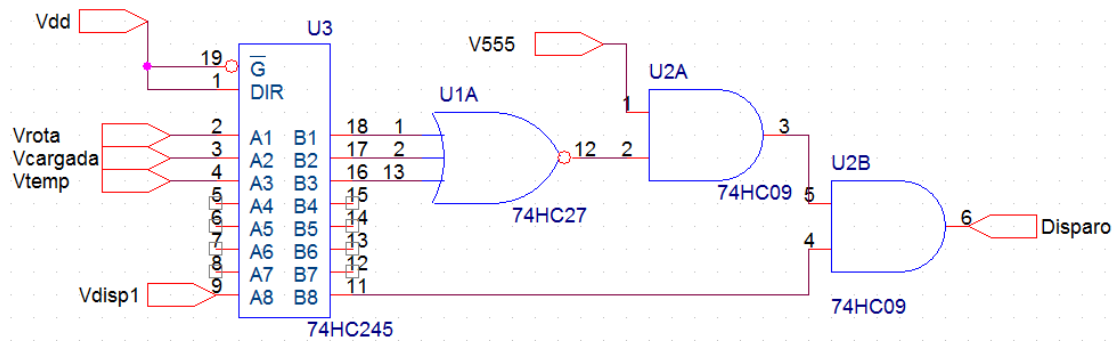 Vdd
U3
V555
19
G
1
DIR
U2A
U1A
1
3
Vrota
2
A1
B1
18
1
12
2
Vcargada
3
A2
B2
17
2
U2B
Vtemp
4
A3
B3
16
13
74HC09
5
5
A4
B4
15
74HC27
6
Disparo
6
A5
B5
14
4
7
A6
B6
13
8
A7
B7
12
Vdisp1
9
A8
B8
11
74HC09
74HC245